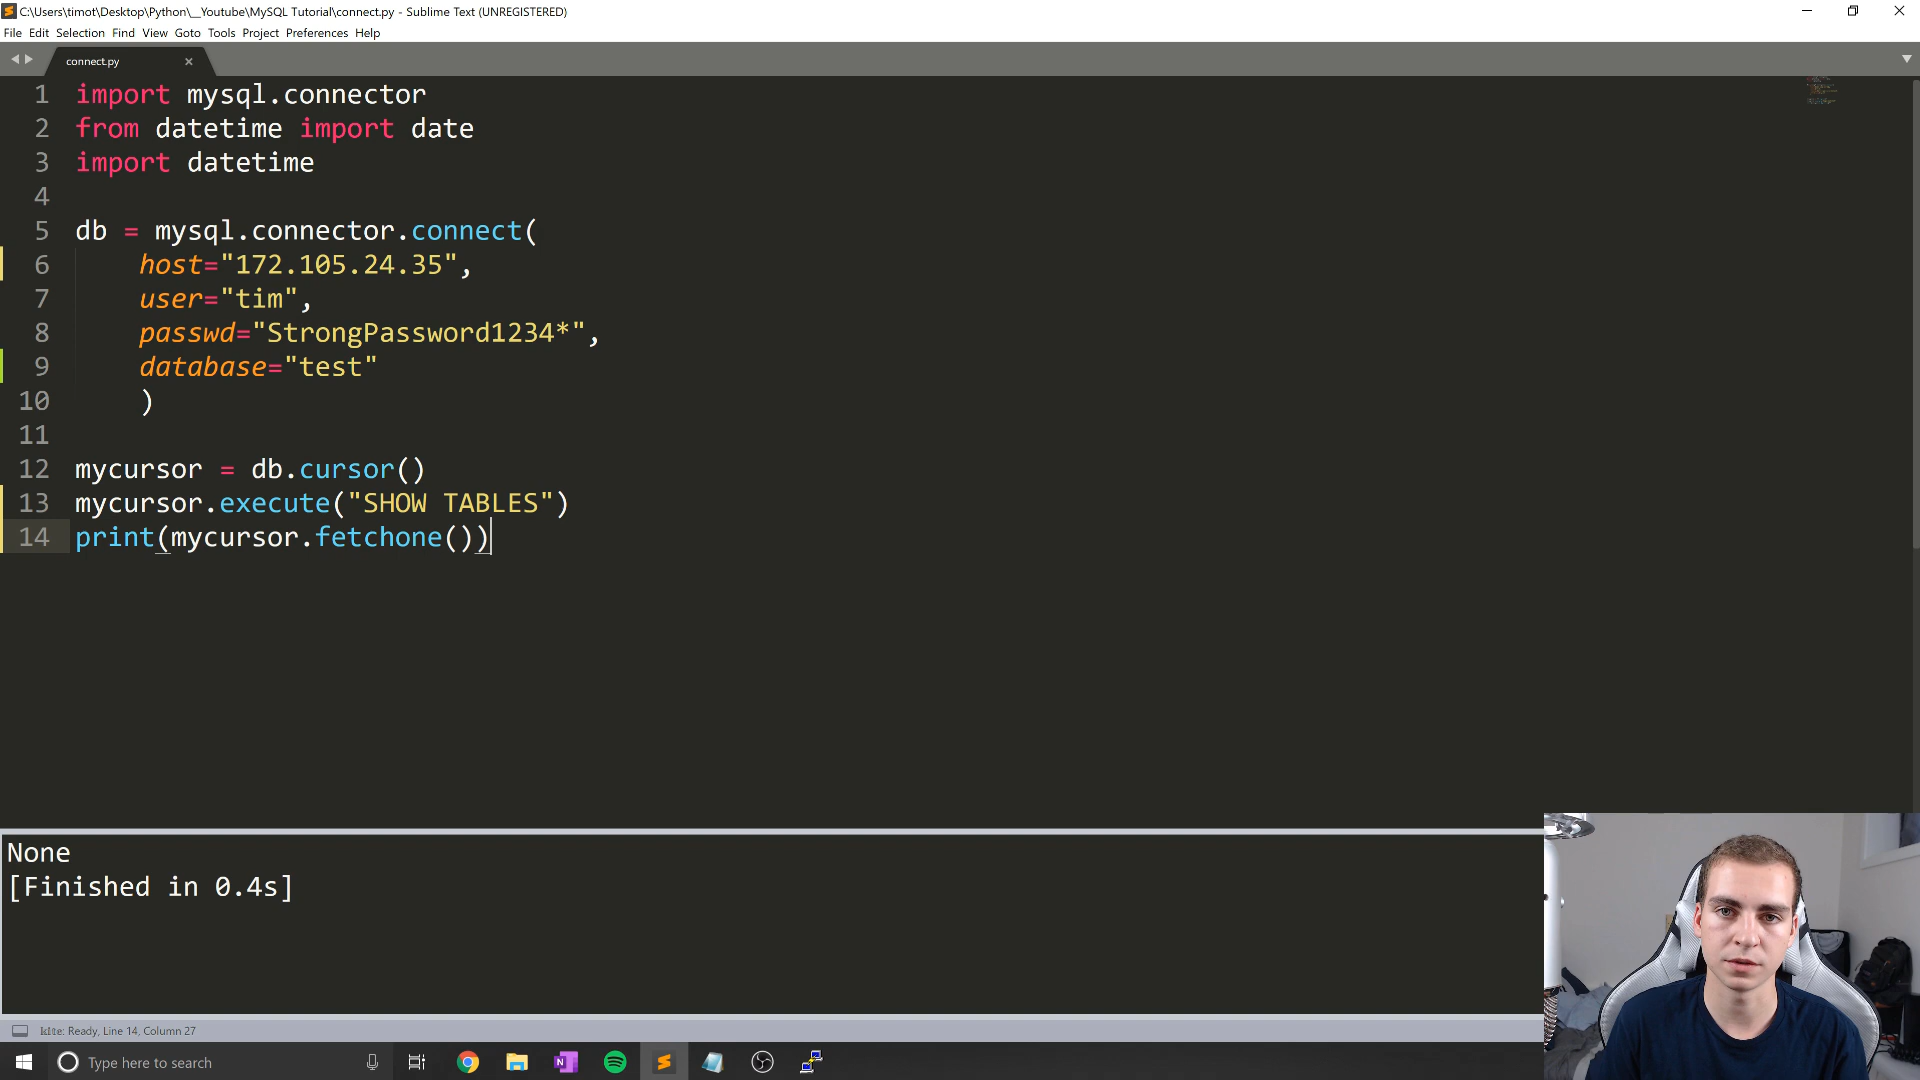 C:\Users\timot\Desktop\Python\__Youtube\MySQL Tutorial\connect.py - Sublime Text (UNREGISTERED)
File Edit Selection Find View Goto Tools Project Preferences Help
connect.py
1 import mysql.connector
2 from datetime import date
3 import datetime
4
5 db = mysql.connector.connect(
6 host="172.105.24.35",
7 user="tim",
8 passwd="StrongPassword1234*",
9 database="test"
10 )
11
12 mycursor = db.cursor()
13 mycursor.execute("SHOW TABLES")
14 print(mycursor.fetchone())
None
[Finished in 0.4s]
Ready, Line 14, Column 27
Type here to search